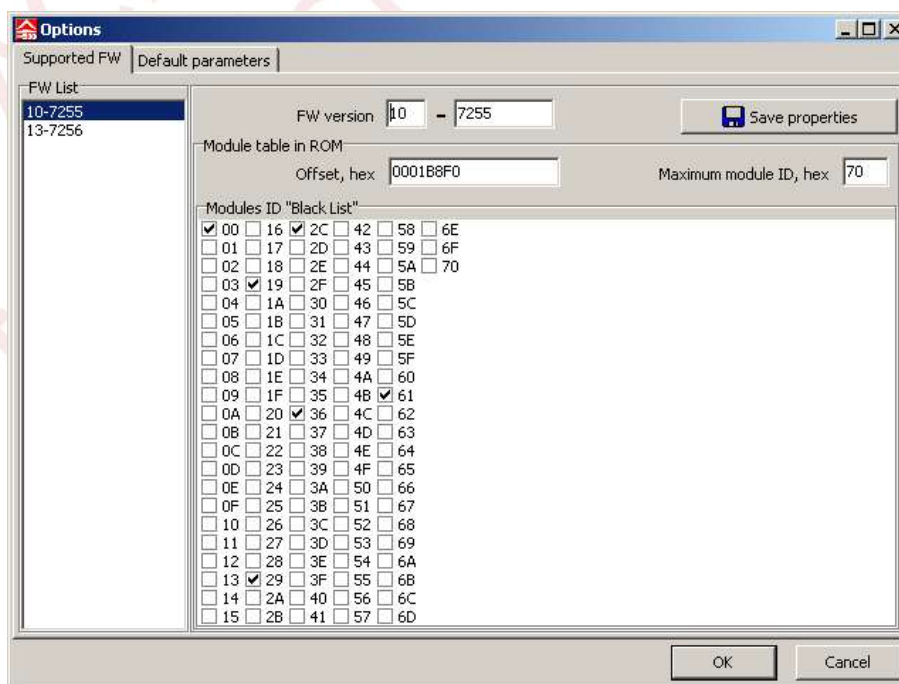 Options
Supported FW Default parameters
FW List
10-7255
13-7256
FW version 10 - 7255 Save properties
Module table in ROM
Offset, hex 0001B8F0 Maximum module ID, hex 70
Modules ID "Black List"
00 16 2C 42 58 6E
01 17 2D 43 59 6F
02 18 2E 44 5A 70
03 19 2F 45 5B
04 1A 30 46 5C
05 1B 31 47 5D
06 1C 32 48 5E
07 1D 33 49 5F
08 1E 34 4A 60
09 1F 35 4B 61
0A 20 36 4C 62
0B 21 37 4D 63
0C 22 38 4E 64
0D 23 39 4F 65
0E 24 3A 50 66
0F 25 3B 51 67
10 26 3C 52 68
11 27 3D 53 69
12 28 3E 54 6A
13 29 3F 55 6B
14 2A 40 56 6C
15 2B 41 57 6D
OK Cancel